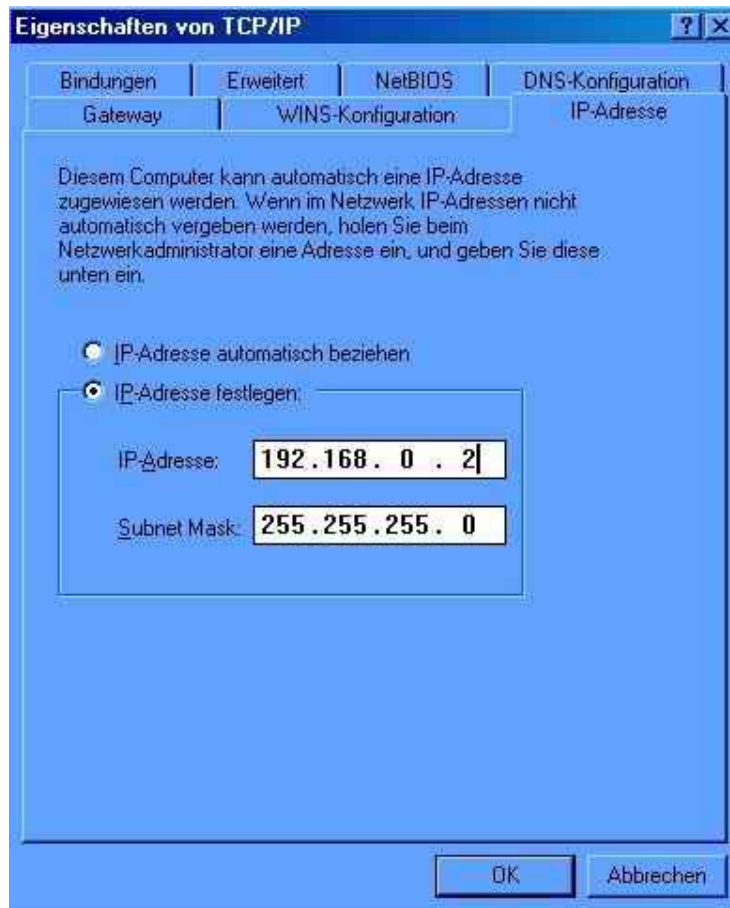 Eigenschaften von TCP/IP
Bindungen Erweitert NetBIOS DNS-Konfiguration
Gateway WINS-Konfiguration IP-Adresse
Diesem Computer kann automatisch eine IP-Adresse
zugewiesen werden. Wenn im Netzwerk IP-Adressen nicht
automatisch vergeben werden, holen Sie beim
Netzwerkadministrator eine Adresse ein, und geben Sie diese
unten ein.
IP-Adresse automatisch beziehen
IP-Adresse festlegen:
IP-Adresse: 192.168. 0 . 2
Subnet Mask: 255.255.255. 0
OK Abbrechen